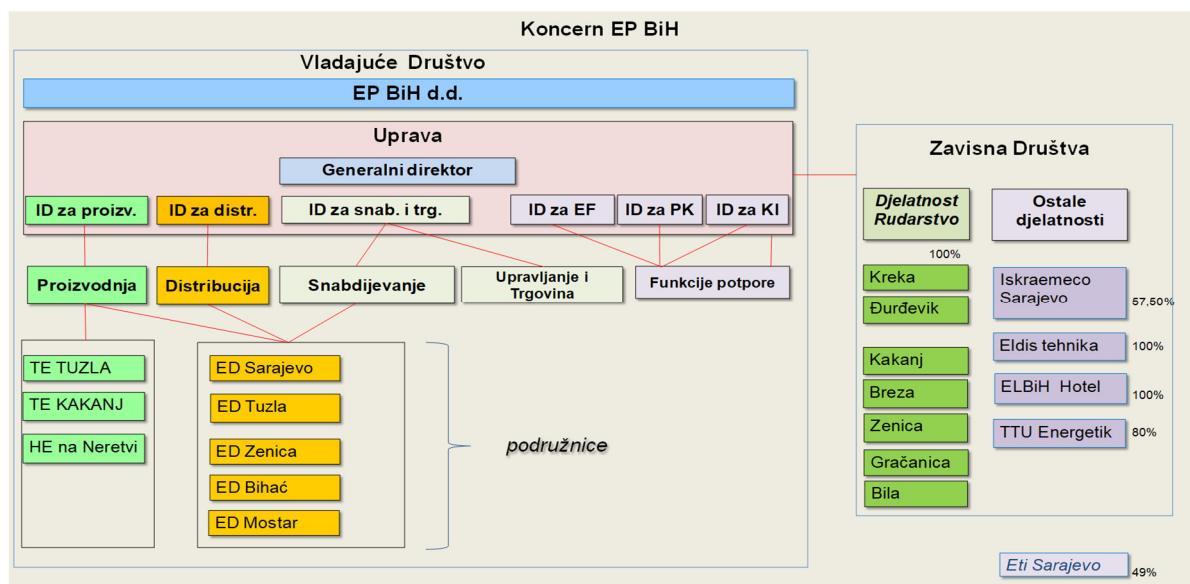 Koncern EP BiH
Vladajuće Društvo
EP BiH d.d.
Uprava
Generalni direktor
ID za proizv.
ID za distr.
ID za snab. i trg.
ID za EF
ID za PK
ID za KI
Proizvodnja
Distribucija
Snabdijevanje
Upravljanje i
Trgovina
Funkcije potpore
TE TUZLA
TE KAKANJ
HE na Neretvi
ED Sarajevo
ED Tuzla
ED Zenica
ED Bihać
ED Mostar
podružnice
Zavisna Društva
Djelatnost
Rudarstvo
100%
Kreka
Đurđevik
Kakanj
Breza
Zenica
Gračanica
Bila
Ostale
djelatnosti
Iskraemeco
Sarajevo
57,50%
Eldis tehnika
100%
ELBiH Hotel
100%
TTU Energetik
80%
Eti Sarajevo
49%